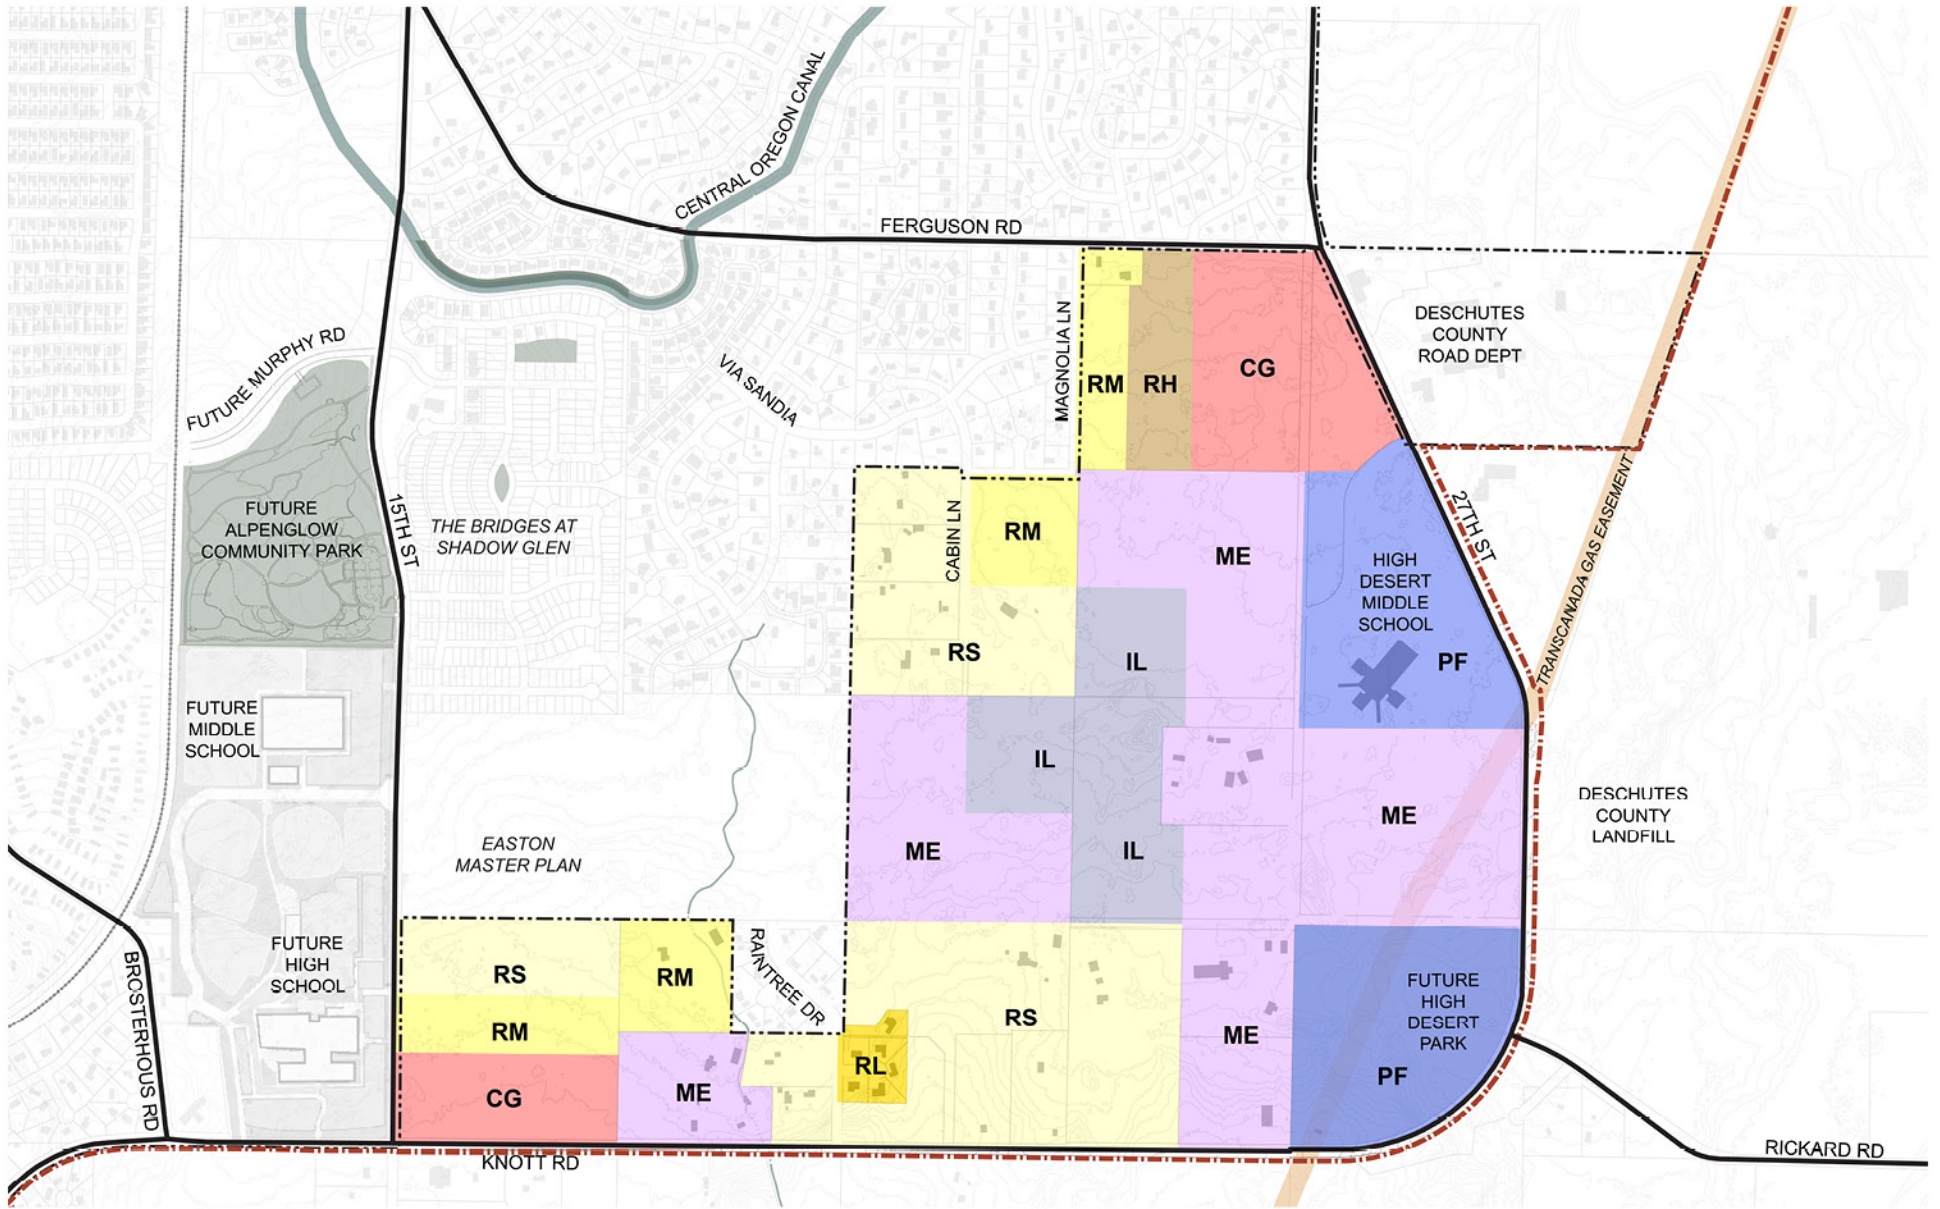 CENTRAL OREGON CANAL
FERGUSON RD
MAGNOLIA LN
DESCHUTES
COUNTY
ROAD DEPT
FUTURE MURPHY RD
VIA SANDIA
RM
RH
CG
FUTURE
ALPENGLOW
COMMUNITY PARK
15TH ST
THE BRIDGES AT
SHADOW GLEN
CABIN LN
RM
ME
27TH ST
TRANSCANADA GAS EASEMENT
HIGH
DESERT
MIDDLE
SCHOOL
PF
RS
IL
FUTURE
MIDDLE
SCHOOL
IL
ME
DESCHUTES
COUNTY
LANDFILL
EASTON
MASTER PLAN
ME
IL
BROSTERHOUS RD
FUTURE
HIGH
SCHOOL
RS
RM
RAINTREE DR
RM
RS
ME
FUTURE
HIGH
DESERT
PARK
PF
RL
CG
ME
KNOTT RD
RICKARD RD